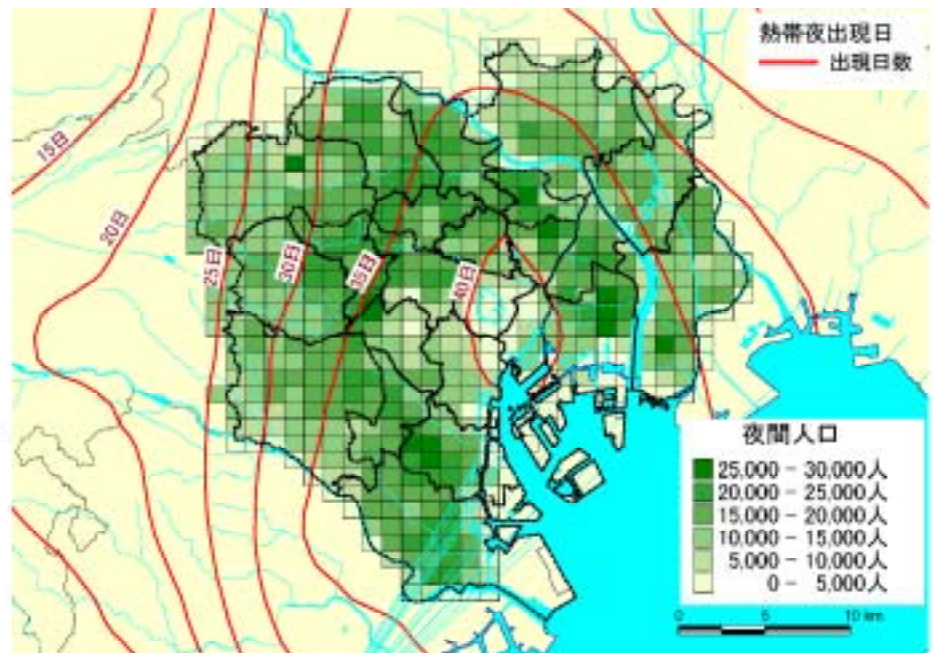 熱帯夜出現日
出現日数
15日
20日
25日
30日
35日
40日
夜間人口
25,000 - 30,000人
20,000 - 25,000人
15,000 - 20,000人
10,000 - 15,000人
5,000 - 10,000人
0 - 5,000人
0 5 10 km